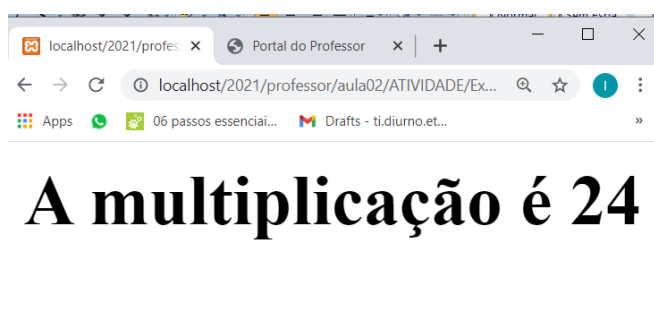 localhost/2021/profes
Portal do Professor
localhost/2021/professor/aula02/ATIVIDADE/Ex...
I
Apps
06 passos essenciai...
Drafts - ti.diurno.et...
A multiplicação é 24